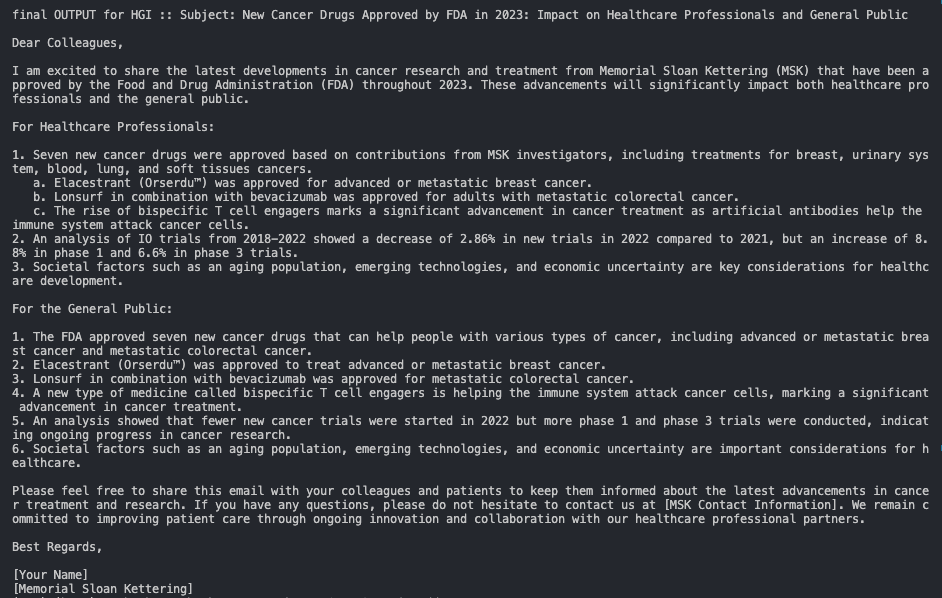 final OUTPUT for HGI :: Subject: New Cancer Drugs Approved by FDA in 2023: Impact on Healthcare Professionals and General Public
Dear Colleagues,
I am excited to share the latest developments in cancer research and treatment from Memorial Sloan Kettering (MSK) that have been a
pproved by the Food and Drug Administration (FDA) throughout 2023. These advancements will significantly impact both healthcare pro
fessionals and the general public.
For Healthcare Professionals:
1. Seven new cancer drugs were approved based on contributions from MSK investigators, including treatments for breast, urinary sys
tem, blood, lung, and soft tissues cancers.
a. Elacestrant (Orserdu™) was approved for advanced or metastatic breast cancer.
b. Lonsurf in combination with bevacizumab was approved for adults with metastatic colorectal cancer.
c. The rise of bispecific T cell engagers marks a significant advancement in cancer treatment as artificial antibodies help the
immune system attack cancer cells.
2. An analysis of IO trials from 2018-2022 showed a decrease of 2.86% in new trials in 2022 compared to 2021, but an increase of 8.
8% in phase 1 and 6.6% in phase 3 trials.
3. Societal factors such as an aging population, emerging technologies, and economic uncertainty are key considerations for healthc
are development.
For the General Public:
1. The FDA approved seven new cancer drugs that can help people with various types of cancer, including advanced or metastatic brea
st cancer and metastatic colorectal cancer.
2. Elacestrant (Orserdu™) was approved to treat advanced or metastatic breast cancer.
3. Lonsurf in combination with bevacizumab was approved for metastatic colorectal cancer.
4. A new type of medicine called bispecific T cell engagers is helping the immune system attack cancer cells, marking a significant
advancement in cancer treatment.
5. An analysis showed that fewer new cancer trials were started in 2022 but more phase 1 and phase 3 trials were conducted, indicat
ing ongoing progress in cancer research.
6. Societal factors such as an aging population, emerging technologies, and economic uncertainty are important considerations for h
ealthcare.
Please feel free to share this email with your colleagues and patients to keep them informed about the latest advancements in cance
r treatment and research. If you have any questions, please do not hesitate to contact us at [MSK Contact Information]. We remain c
ommitted to improving patient care through ongoing innovation and collaboration with our healthcare professional partners.
Best Regards,
[Your Name]
[Memorial Sloan Kettering]